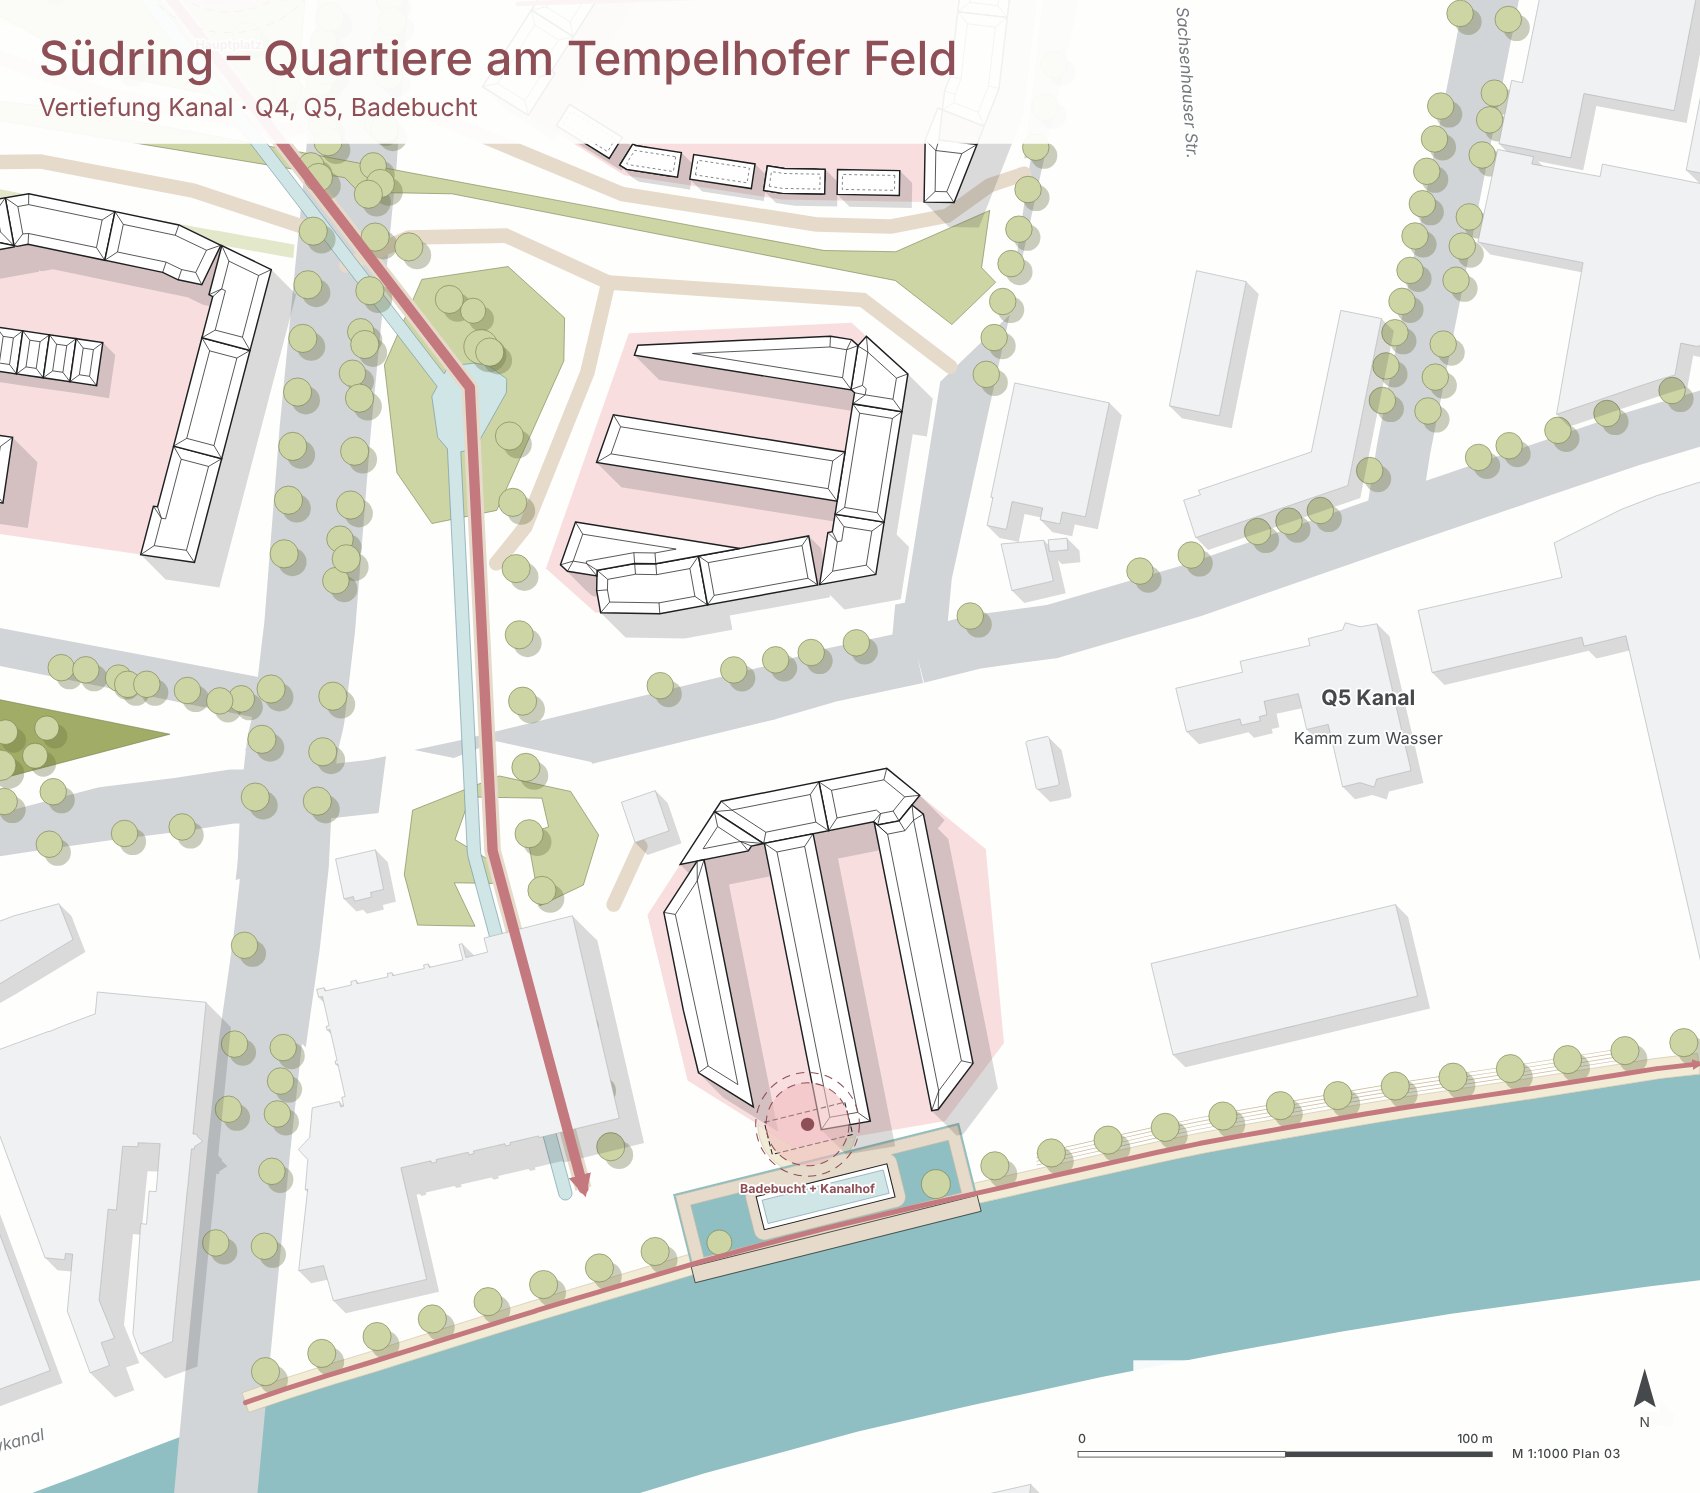 Südring – Quartiere am Tempelhofer Feld
Vertiefung Kanal · Q4, Q5, Badebucht
Sachsenhauser Str.
Q5 Kanal
Kamm zum Wasser
Badebucht + Kanalhof
N
0
100 m
M 1:1000 Plan 03